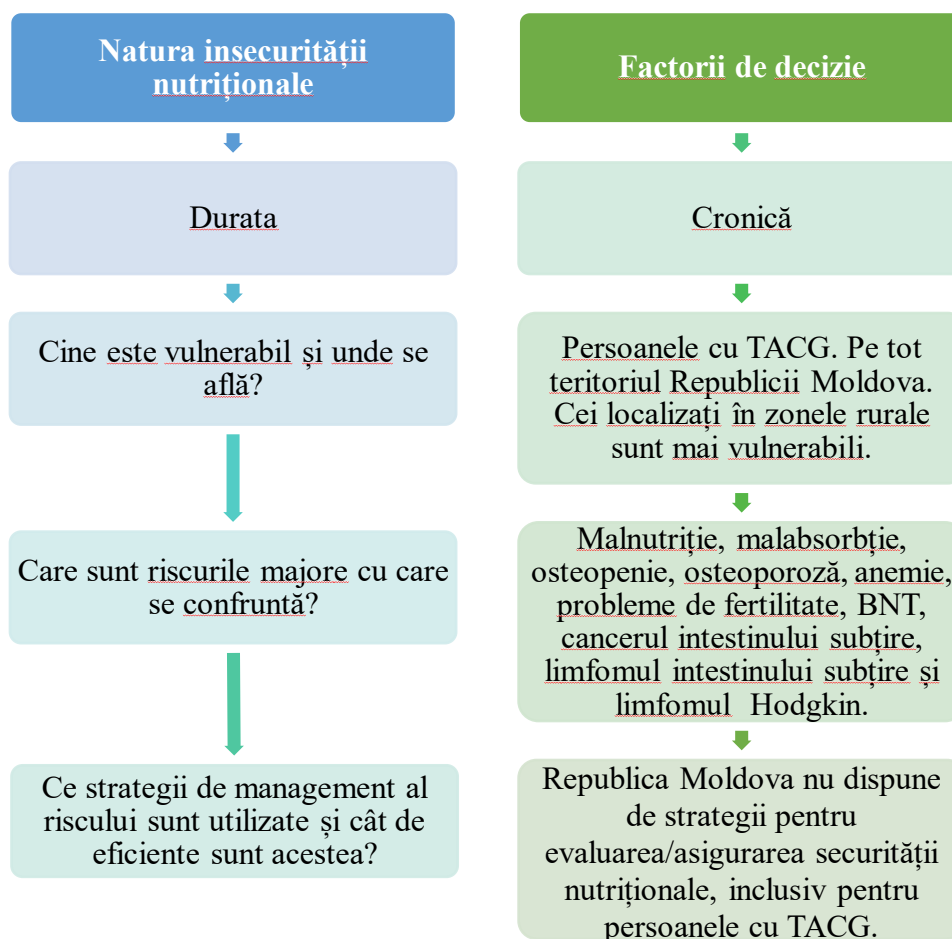 Natura insecurității
nutriționale
Durata
Cine este vulnerabil și unde se
află?
Care sunt riscurile majore cu care
se confruntă?
Ce strategii de management al
riscului sunt utilizate și cât de
eficiente sunt acestea?
Factorii de decizie
Cronică
Persoanele cu TACG. Pe tot
teritoriul Republicii Moldova.
Cei localizați în zonele rurale
sunt mai vulnerabili.
Malnutriție, malabsorbție,
osteopenie, osteoporoză, anemie,
probleme de fertilitate, BNT,
cancerul intestinului subțire,
limfomul intestinului subțire și
limfomul Hodgkin.
Republica Moldova nu dispune
de strategii pentru
evaluarea/asigurarea securității
nutriționale, inclusiv pentru
persoanele cu TACG.